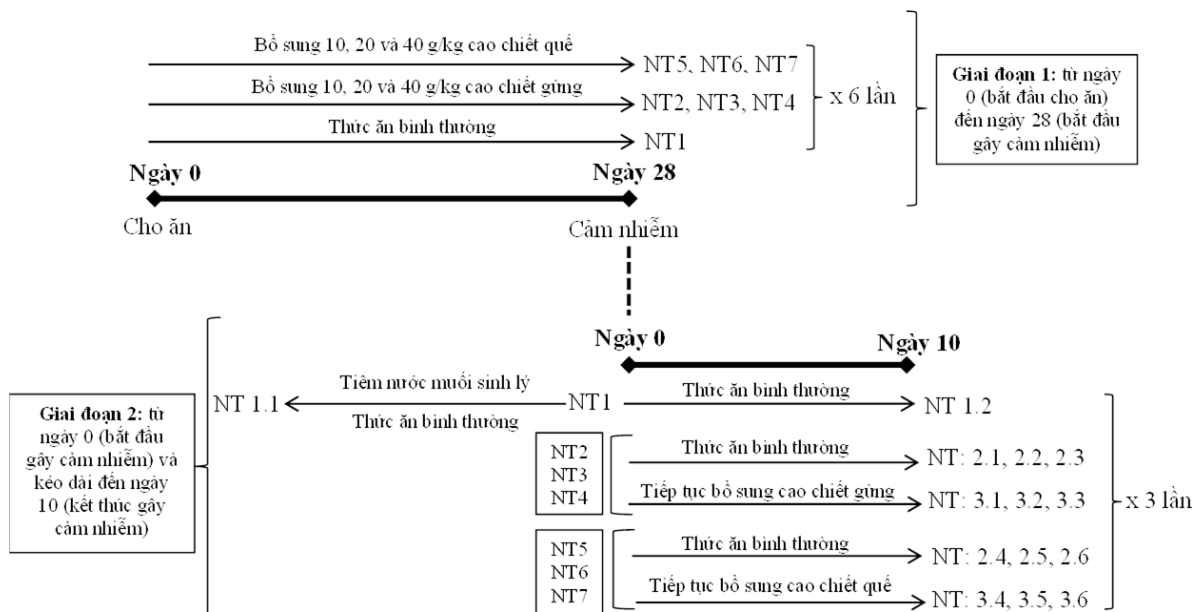 Bổ sung 10, 20 và 40 g/kg cao chiết quế
NT5, NT6, NT7
Bổ sung 10, 20 và 40 g/kg cao chiết gừng
NT2, NT3, NT4
Thức ăn bình thường
NT1
x 6 lần
Giai đoạn 1: từ ngày
0 (bắt đầu cho ăn)
đến ngày 28 (bắt đầu
gây cảm nhiễm)
Ngày 0
Ngày 28
Cho ăn
Cảm nhiễm
Ngày 0
Ngày 10
Giai đoạn 2: từ
ngày 0 (bắt đầu
gây cảm nhiễm) và
kéo dài đến ngày
10 (kết thúc gây
cảm nhiễm)
NT 1.1
Tiêm nước muối sinh lý
Thức ăn bình thường
NT1
Thức ăn bình thường
NT 1.2
NT2
NT3
NT4
Thức ăn bình thường
NT: 2.1, 2.2, 2.3
Tiếp tục bổ sung cao chiết gừng
NT: 3.1, 3.2, 3.3
x 3 lần
NT5
NT6
NT7
Thức ăn bình thường
NT: 2.4, 2.5, 2.6
Tiếp tục bổ sung cao chiết quế
NT: 3.4, 3.5, 3.6